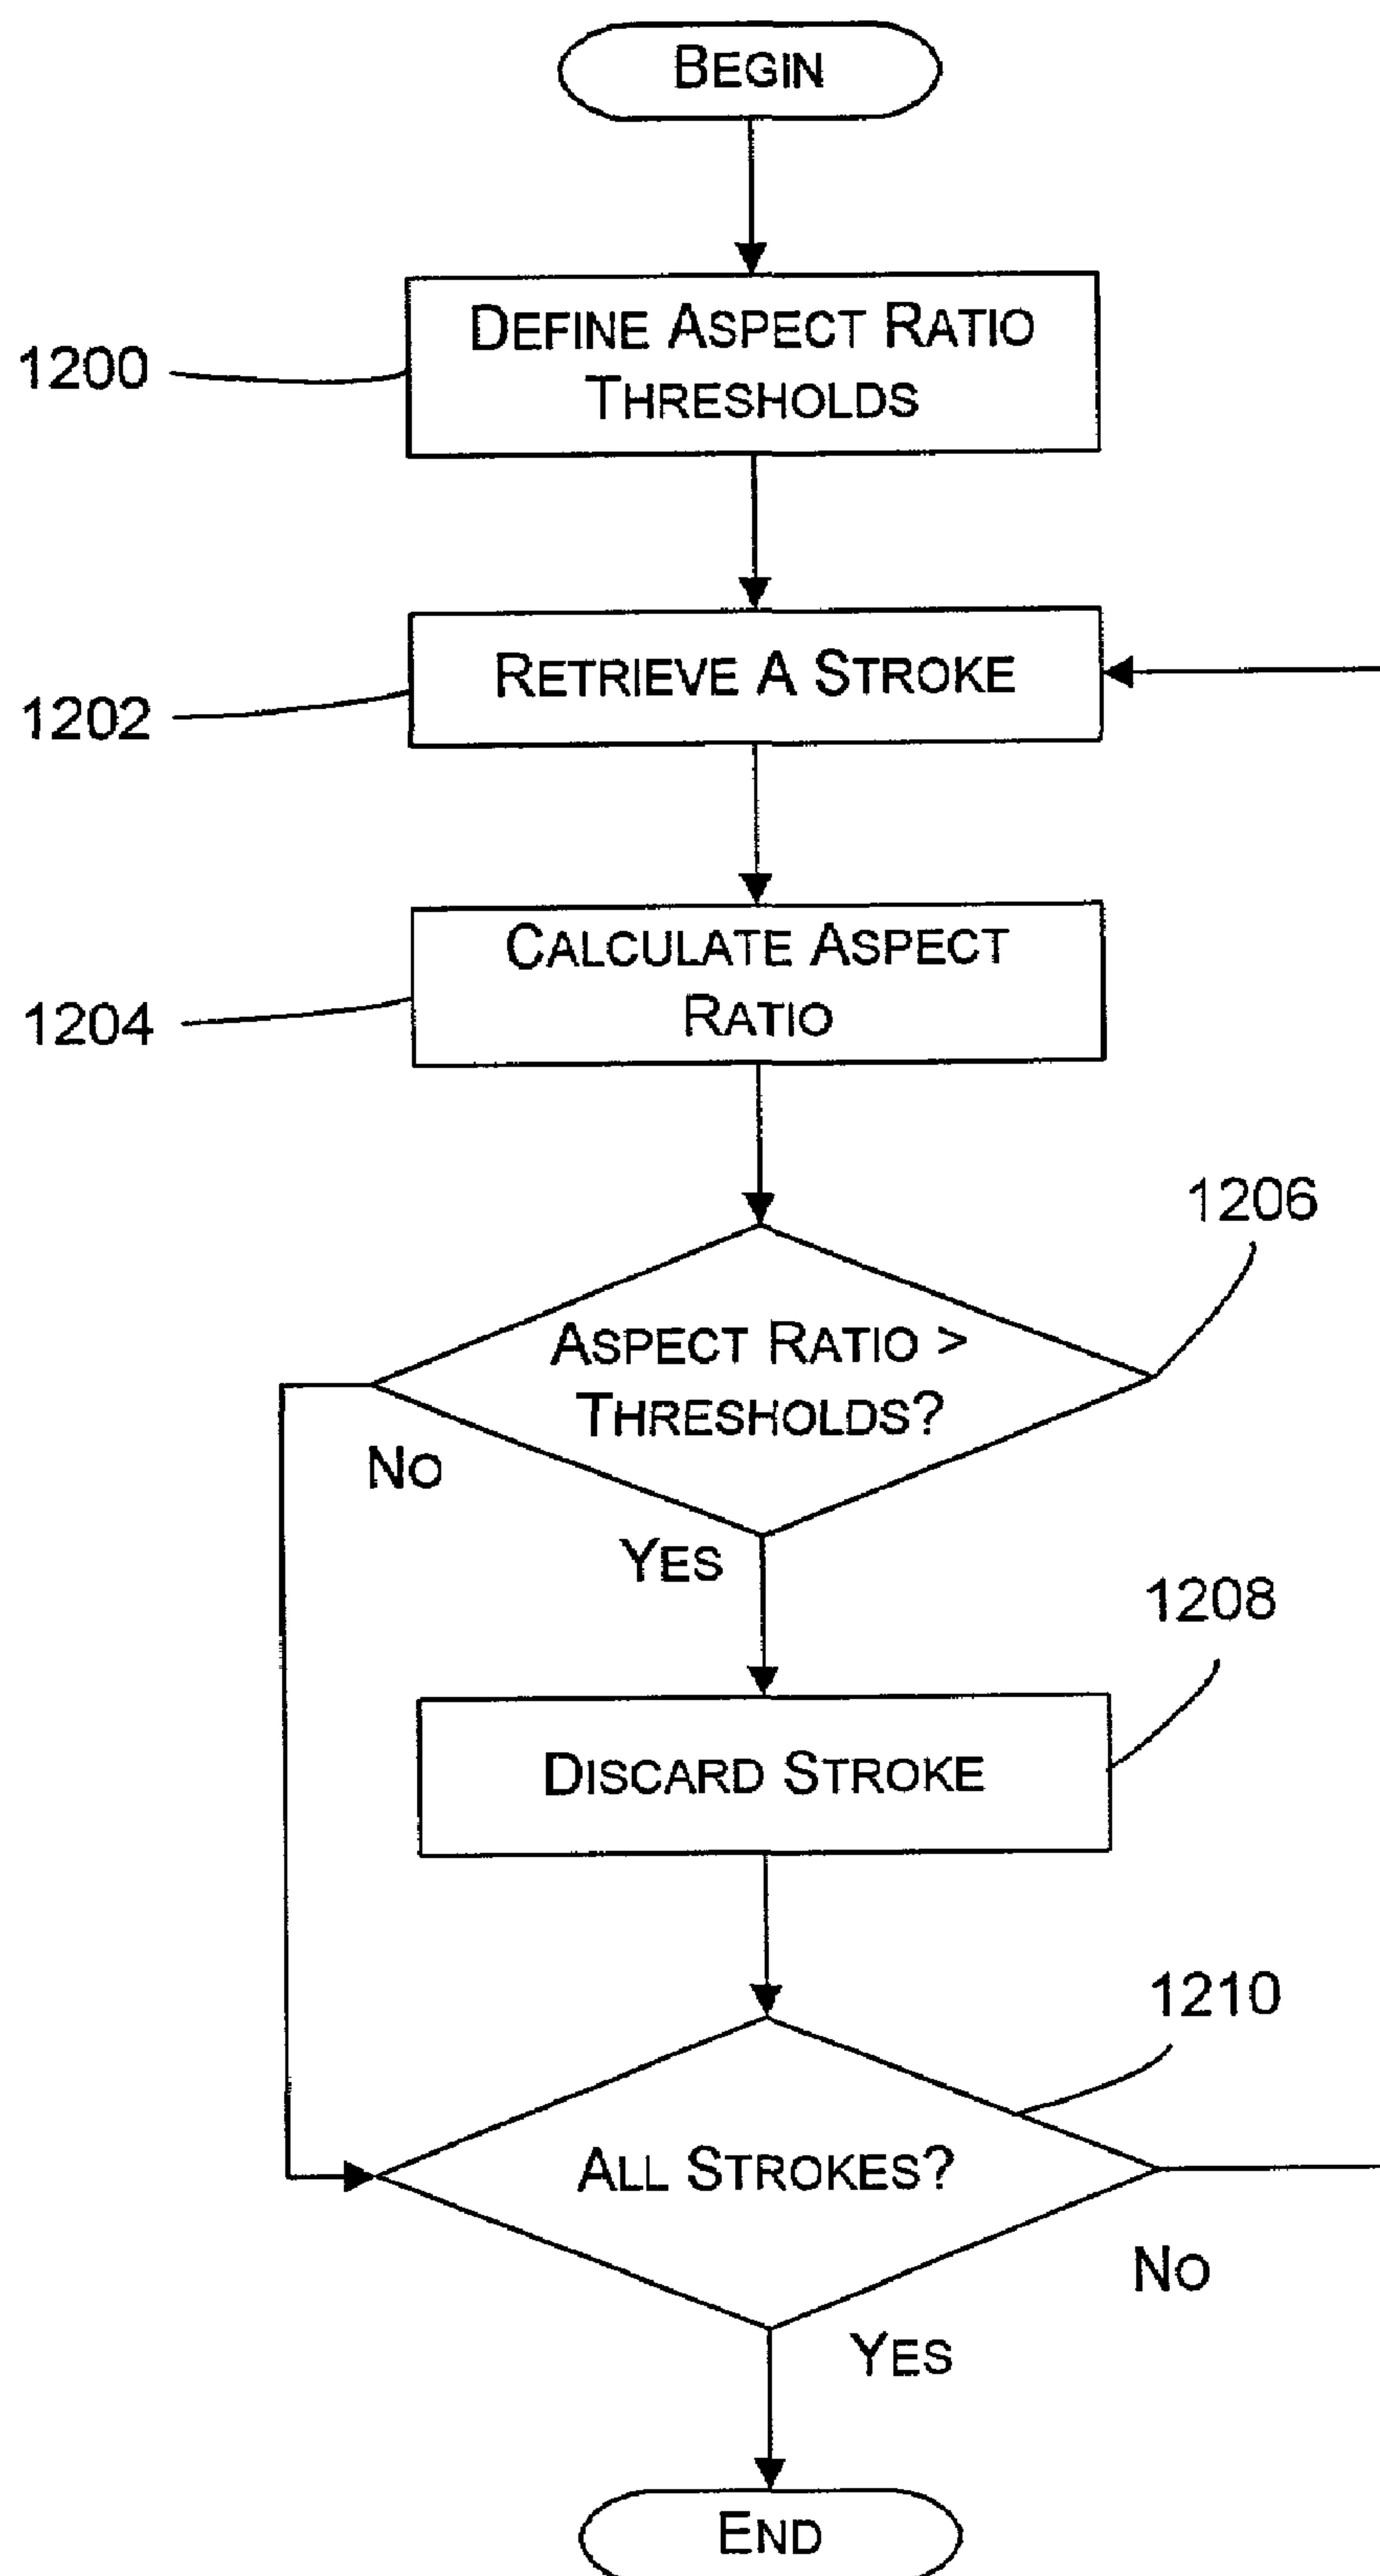 BEGIN
DEFINE ASPECT RATIO
THRESHOLDS
1200
RETRIEVE A STROKE
1202
CALCULATE ASPECT
RATIO
1204
1206
ASPECT RATIO >
THRESHOLDS?
NO
YES
1208
DISCARD STROKE
1210
ALL STROKES?
NO
YES
END